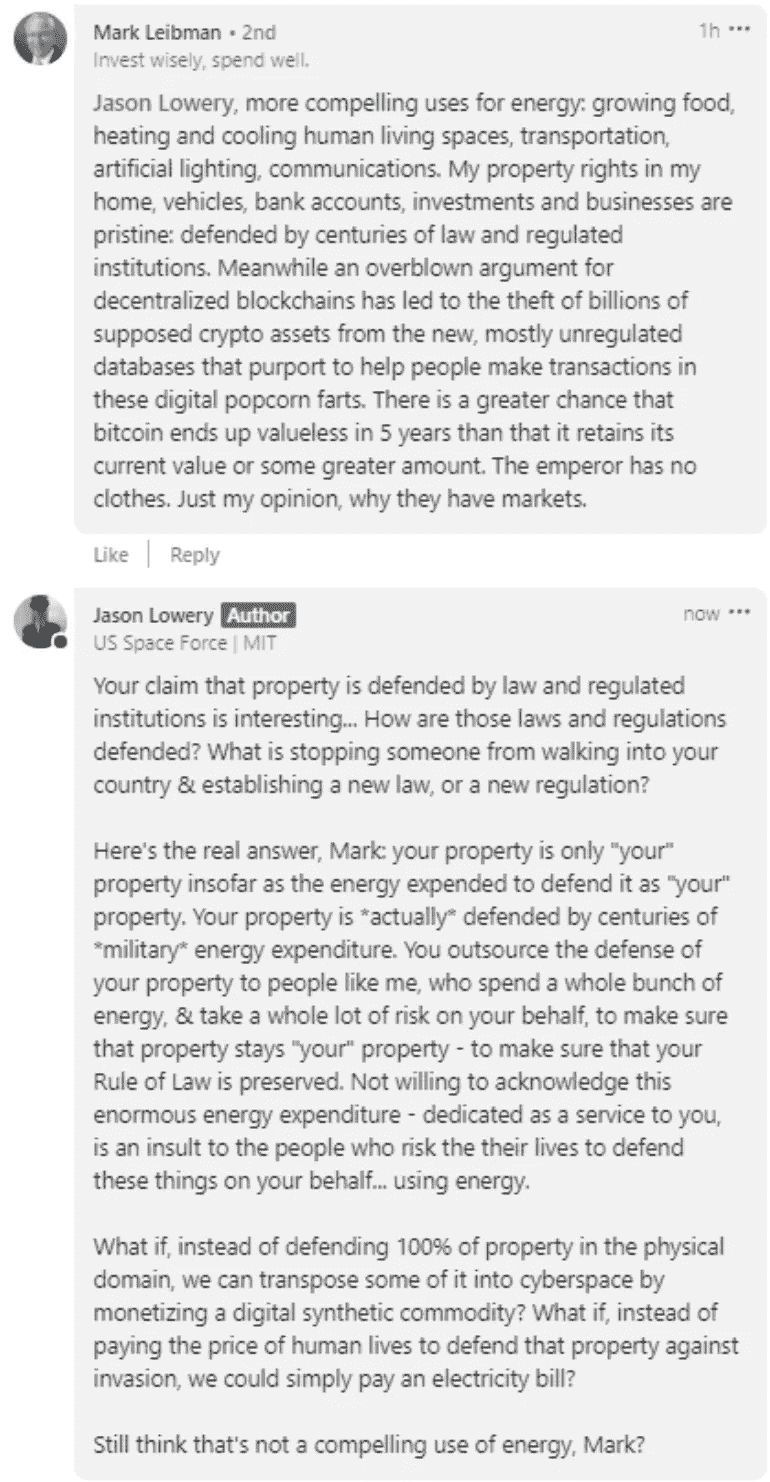 Mark Leibman • 2nd
1h •••
Invest wisely, spend well.
Jason Lowery, more compelling uses for energy: growing food,
heating and cooling human living spaces, transportation,
artificial lighting, communications. My property rights in my
home, vehicles, bank accounts, investments and businesses are
pristine: defended by centuries of law and regulated
institutions. Meanwhile an overblown argument for
decentralized blockchains has led to the theft of billions of
supposed crypto assets from the new, mostly unregulated
databases that purport to help people make transactions in
these digital popcorn farts. There is a greater chance that
bitcoin ends up valueless in 5 years than that it retains its
current value or some greater amount. The emperor has no
clothes. Just my opinion, why they have markets.
Like | Reply
Jason Lowery Author
now •••
US Space Force | MIT
Your claim that property is defended by law and regulated
institutions is interesting... How are those laws and regulations
defended? What is stopping someone from walking into your
country & establishing a new law, or a new regulation?
Here's the real answer, Mark: your property is only "your"
property insofar as the energy expended to defend it as "your"
property. Your property is *actually* defended by centuries of
*military* energy expenditure. You outsource the defense of
your property to people like me, who spend a whole bunch of
energy, & take a whole lot of risk on your behalf, to make sure
that property stays "your" property - to make sure that your
Rule of Law is preserved. Not willing to acknowledge this
enormous energy expenditure - dedicated as a service to you,
is an insult to the people who risk the their lives to defend
these things on your behalf... using energy.
What if, instead of defending 100% of property in the physical
domain, we can transpose some of it into cyberspace by
monetizing a digital synthetic commodity? What if, instead of
paying the price of human lives to defend that property against
invasion, we could simply pay an electricity bill?
Still think that's not a compelling use of energy, Mark?